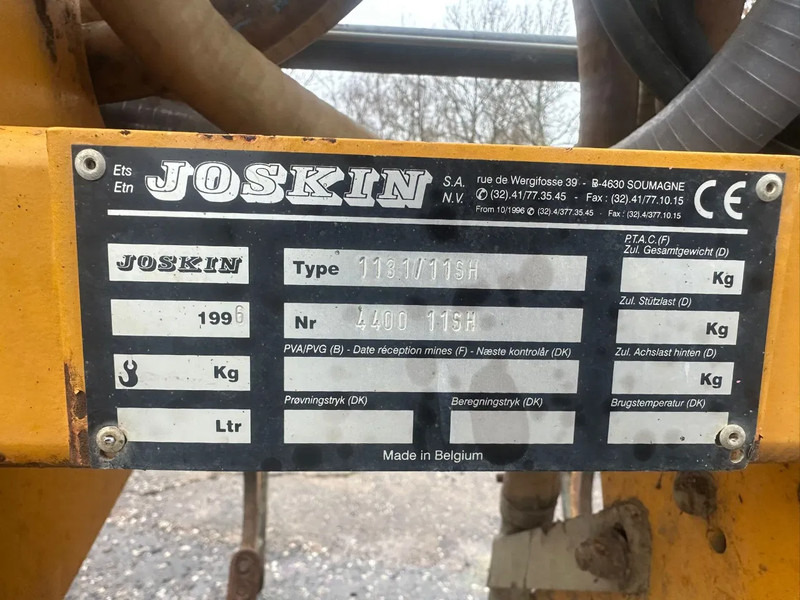 Ets
Etn
JOSKIN
S.A.
N.V.
rue de Wergifosse 39 - B-4630 SOUMAGNE
✆ (32).41/77.35.45 - Fax : (32).41/77.10.15
From 10/1996 ✆ (32).4/377.35.45 - Fax : (32).4/377.10.15
CE
JOSKIN
Type 1131/11SH
P.T.A.C.(F)
Zul. Gesamtgewicht (D)
Kg
1996
Nr 4400 11SH
Zul. Stützlast (D)
Kg
Kg
PVA/PVG (B) - Date réception mines (F) - Næste kontrolår (DK)
Zul. Achslast hinten (D)
Kg
Ltr
Prøvningstryk (DK)
Beregningstryk (DK)
Brugstemperatur (DK)
Made in Belgium